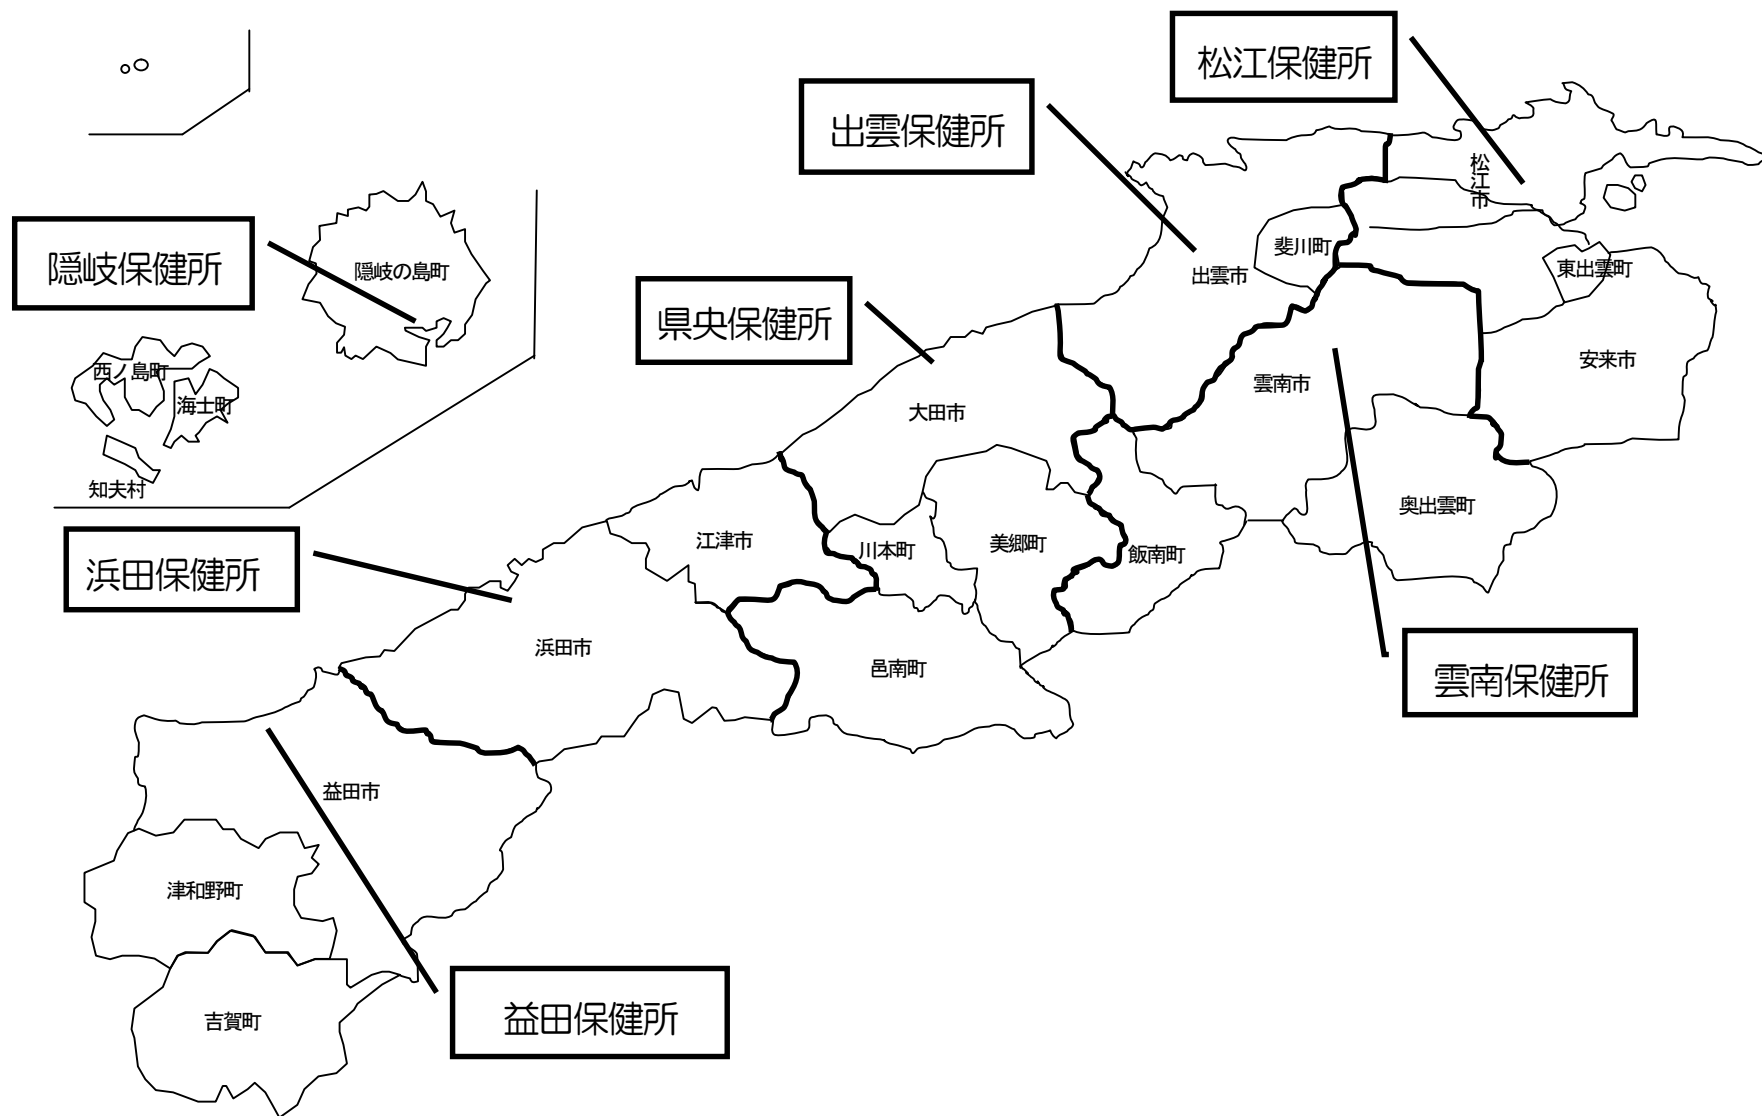 松江保健所
出雲保健所
松江市
隠岐保健所
隠岐の島町
斐川町
東出雲町
出雲市
県央保健所
安来市
西ノ島町
雲南市
海士町
大田市
知夫村
奥出雲町
江津市
川本町
美郷町
飯南町
浜田保健所
浜田市
邑南町
雲南保健所
益田市
津和野町
益田保健所
吉賀町